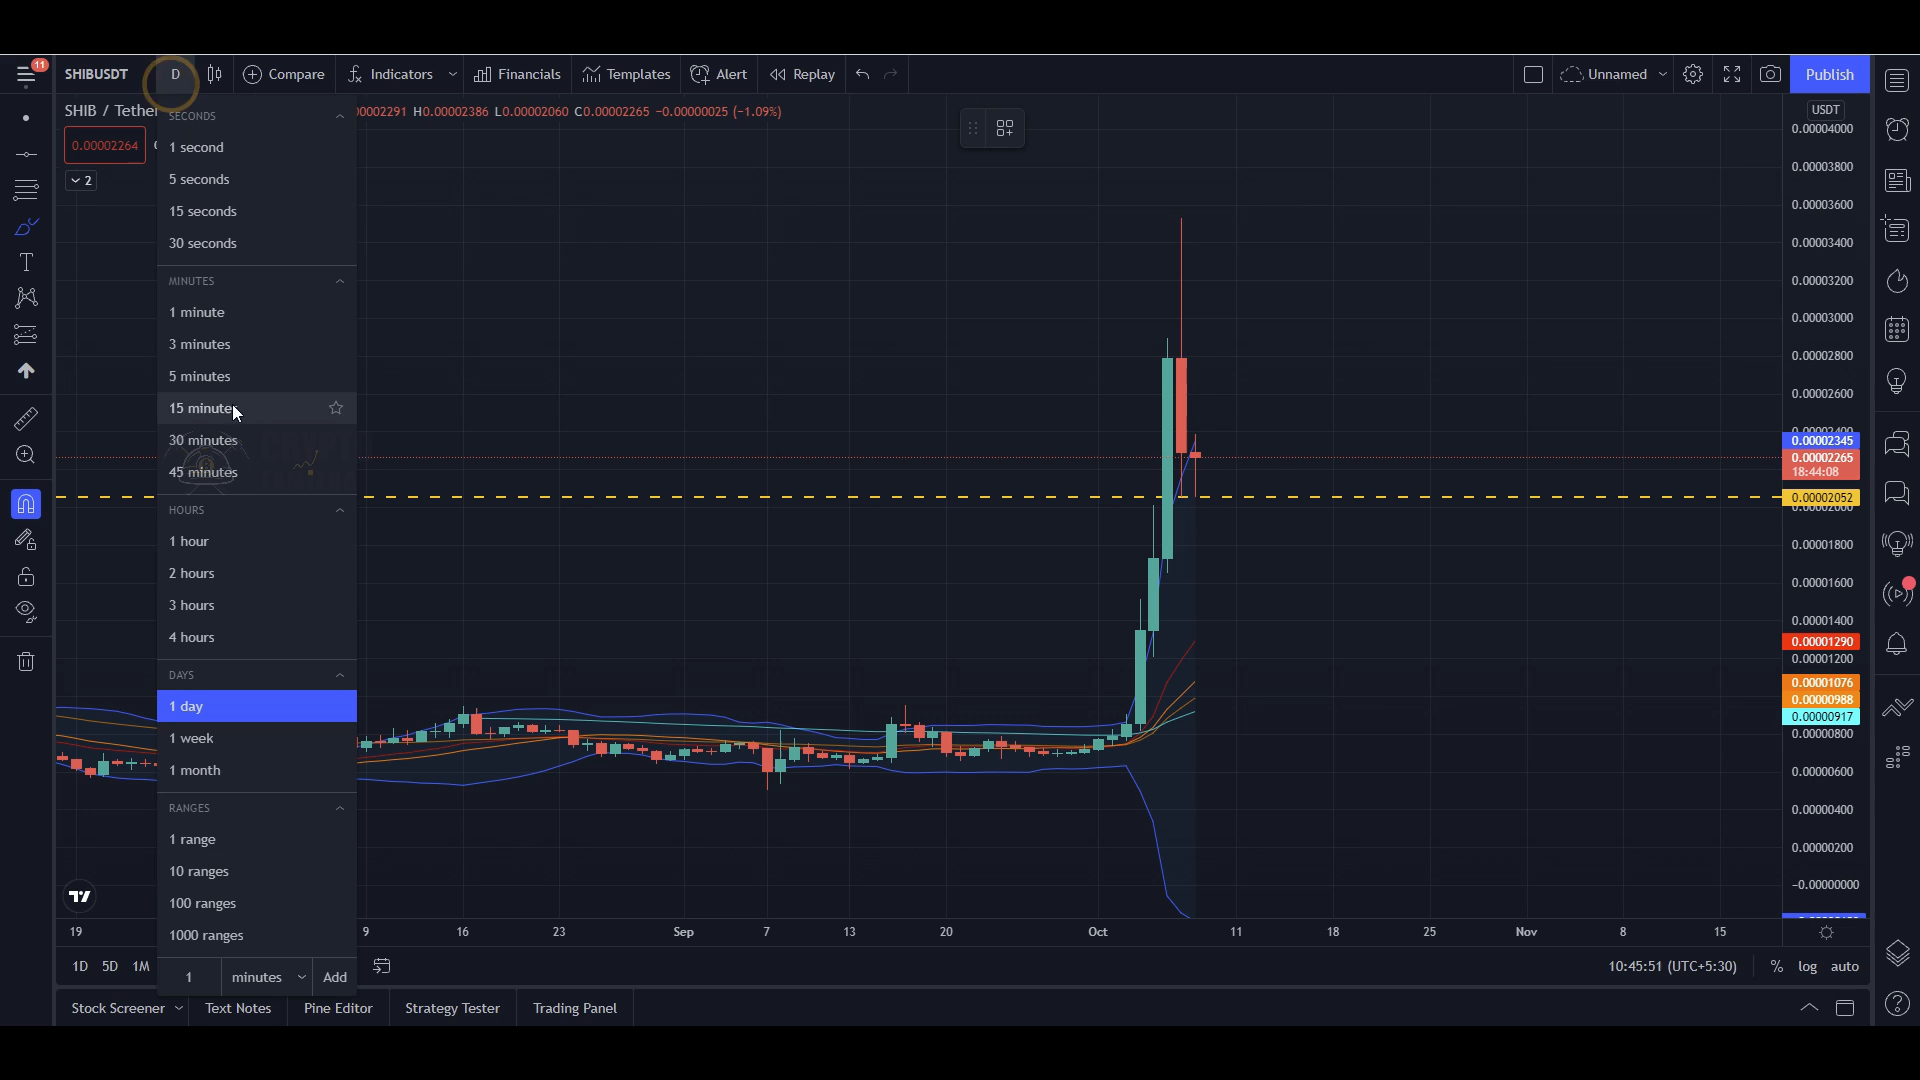 11
SHIBUSDT
D
Compare
Indicators
Financials
Templates
Alert
Replay
Unnamed
Publish
SHIB / Tether
00002291 H0.00002386 L0.00002060 C0.00002265 −0.00000025 (−1.09%)
USDT
0.00002264
2
SECONDS
1 second
5 seconds
15 seconds
30 seconds
MINUTES
1 minute
3 minutes
5 minutes
15 minutes
30 minutes
45 minutes
HOURS
1 hour
2 hours
3 hours
4 hours
DAYS
1 day
1 week
1 month
RANGES
1 range
10 ranges
100 ranges
1000 ranges
1
minutes
Add
0.00004000
0.00003800
0.00003600
0.00003400
0.00003200
0.00003000
0.00002800
0.00002600
0.00002400
0.00002345
0.00002265
18:44:08
0.00002052
0.00002000
0.00001800
0.00001600
0.00001400
0.00001290
0.00001200
0.00001076
0.00000988
0.00000917
0.00000800
0.00000600
0.00000400
0.00000200
−0.00000000
19
9
16
23
Sep
7
13
20
Oct
11
18
25
Nov
8
15
1D
5D
1M
10:45:51 (UTC+5:30)
%
log
auto
Stock Screener
Text Notes
Pine Editor
Strategy Tester
Trading Panel